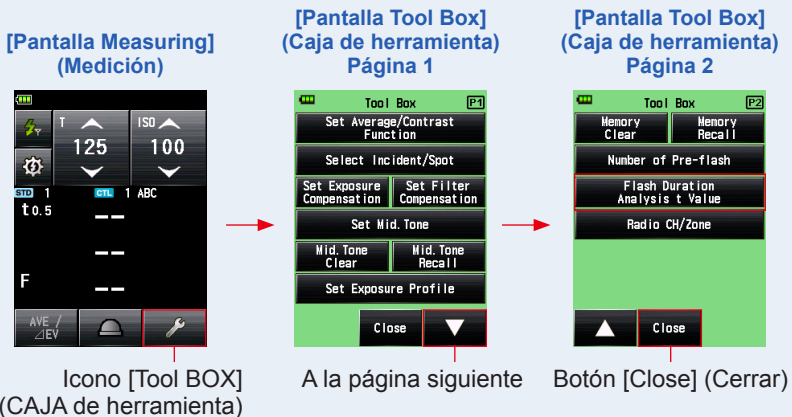 [Pantalla Measuring]
(Medición)
T
ISO
125
100
STD 1
CTL 1 ABC
t0.5
--
--
F
--
AVE /
⊿EV
Icono [Tool BOX]
(CAJA de herramienta)
[Pantalla Tool Box]
(Caja de herramienta)
Página 1
Tool Box
P1
Set Average/Contrast
Function
Select Incident/Spot
Set Exposure
Compensation
Set Filter
Compensation
Set Mid.Tone
Mid.Tone
Clear
Mid.Tone
Recall
Set Exposure Profile
Close
A la página siguiente
[Pantalla Tool Box]
(Caja de herramienta)
Página 2
Tool Box
P2
Memory
Clear
Memory
Recall
Number of Pre-flash
Flash Duration
Analysis t Value
Radio CH/Zone
Close
Botón [Close] (Cerrar)